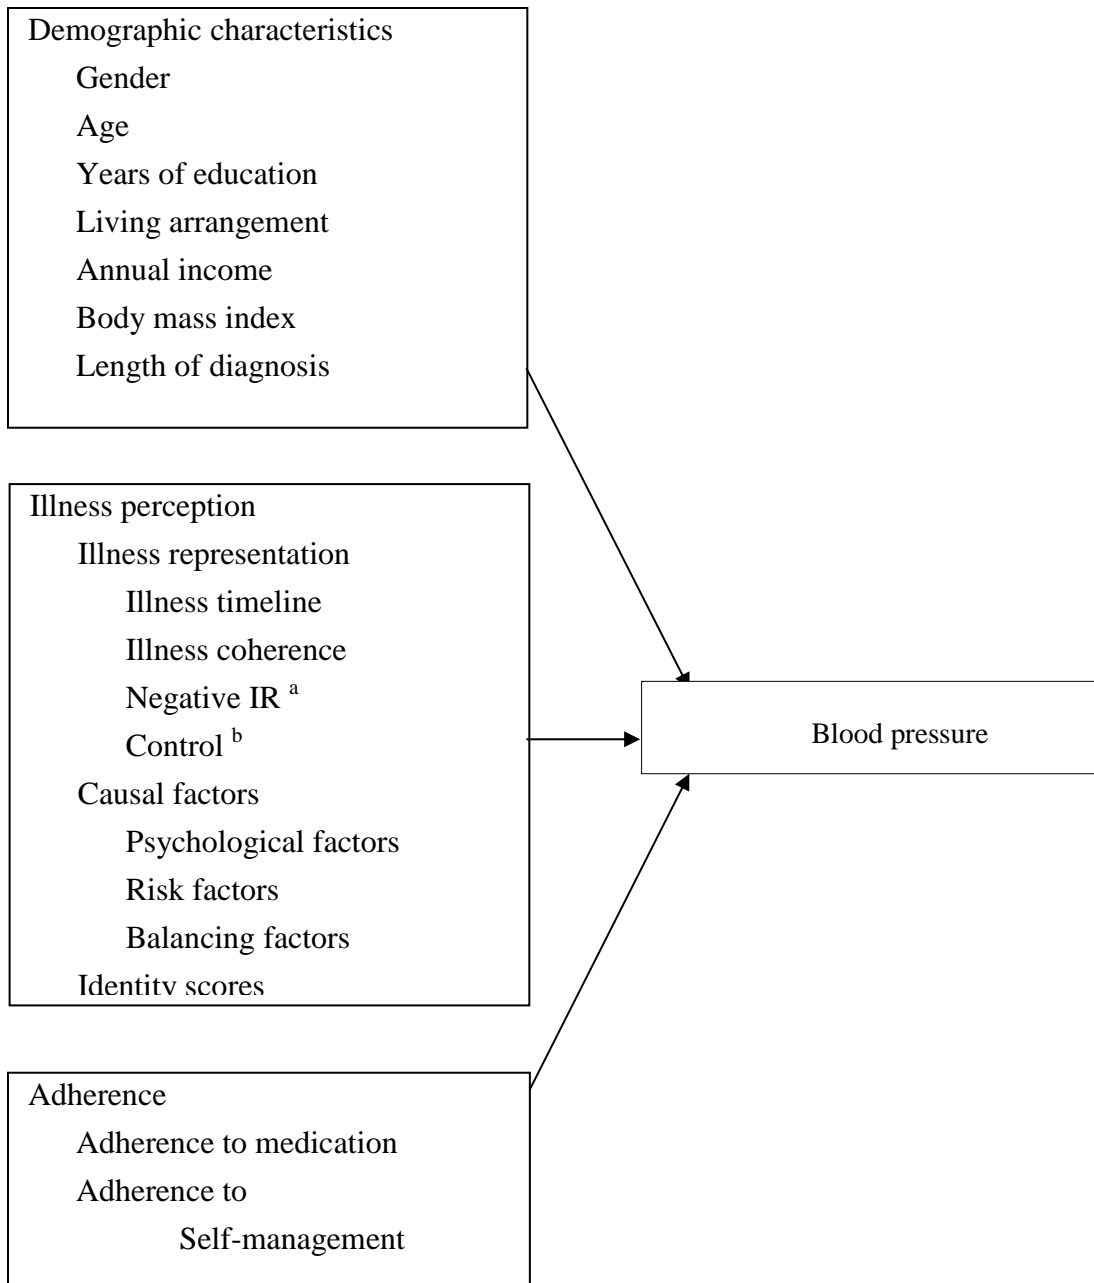 Demographic characteristics
Gender
Age
Years of education
Living arrangement
Annual income
Body mass index
Length of diagnosis
Illness perception
Illness representation
Illness timeline
Illness coherence
Negative IR a
Control b
Causal factors
Psychological factors
Risk factors
Balancing factors
Identity scores
Blood pressure
Adherence
Adherence to medication
Adherence to
Self-management